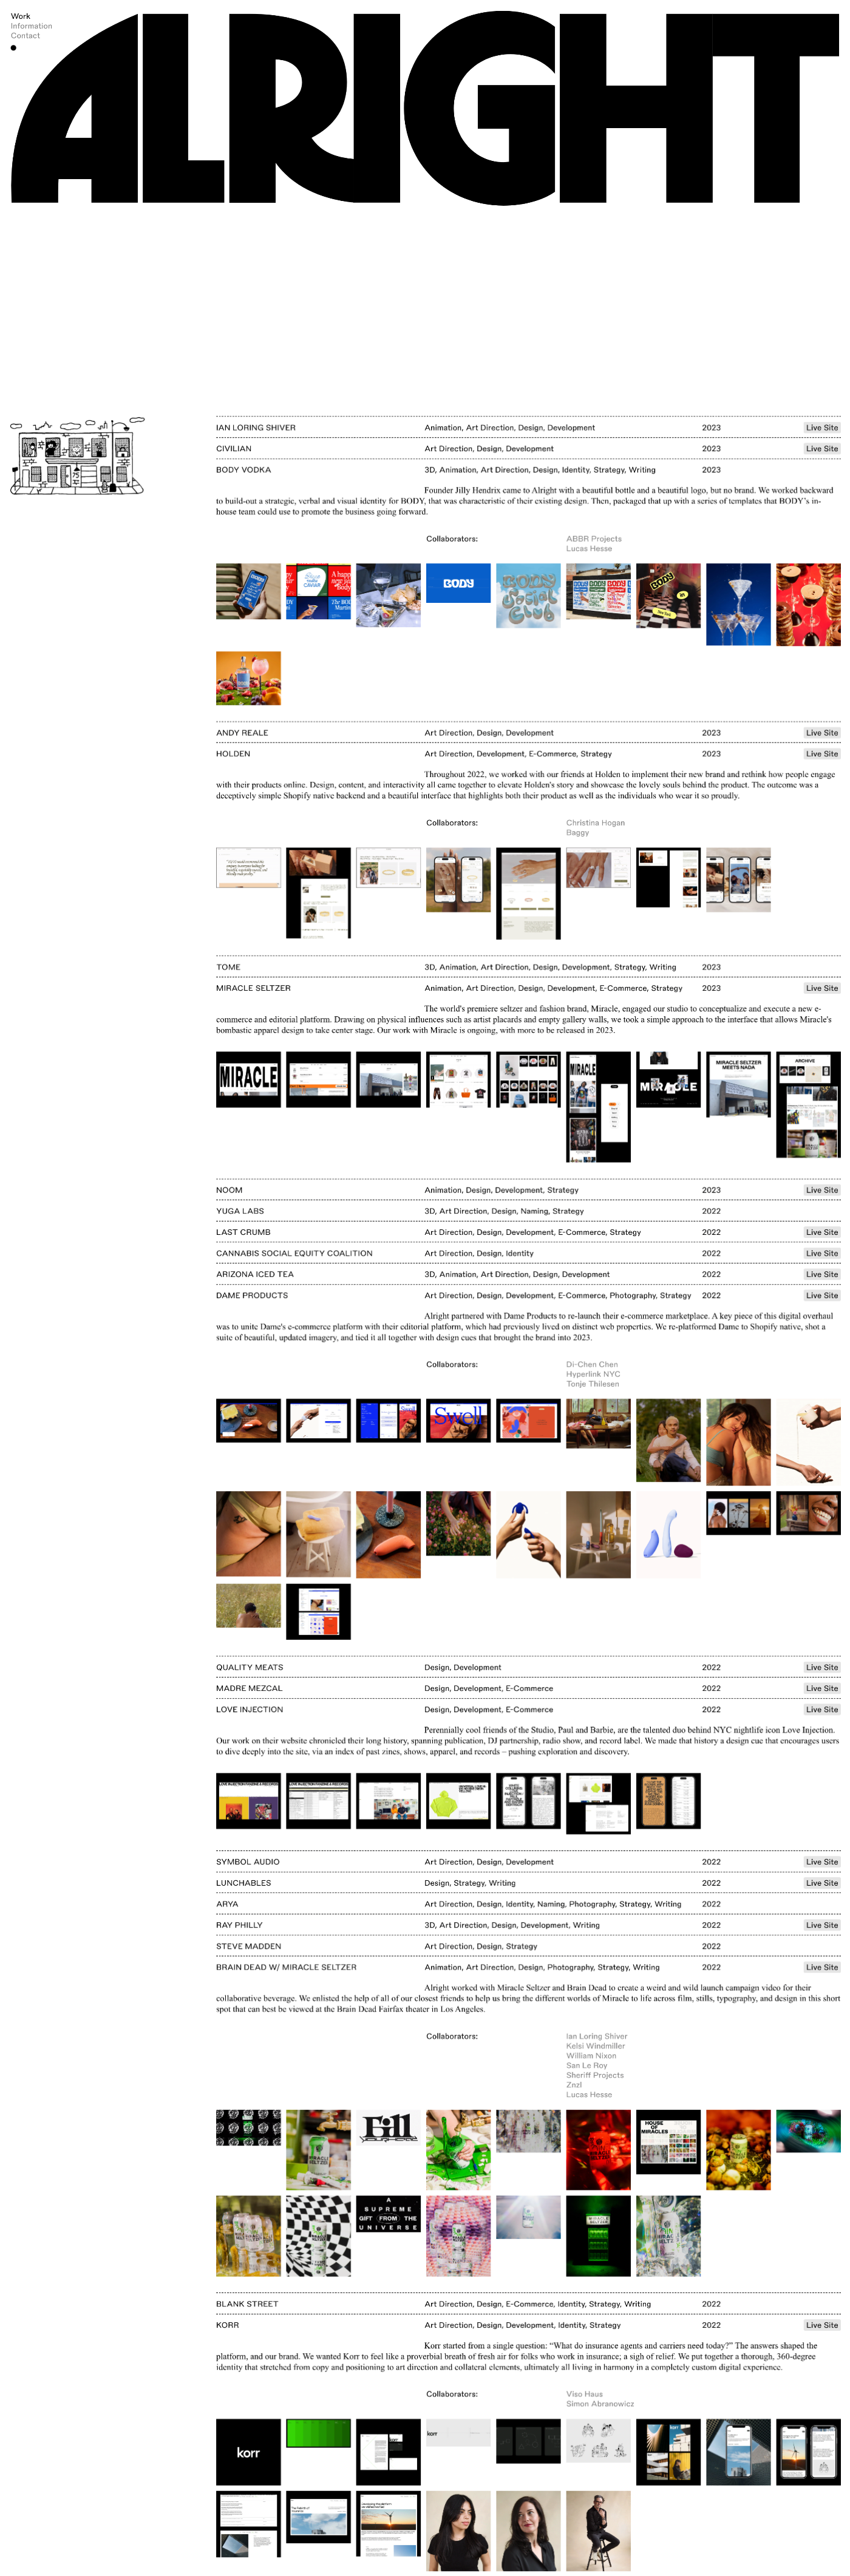 Work
Information
Contact
ALRIGHT
IAN LORING SHIVER Animation, Art Direction, Design, Development 2023 Live Site
CIVILIAN Art Direction, Design, Development 2023 Live Site
BODY VODKA 3D, Animation, Art Direction, Design, Identity, Strategy, Writing 2023
Founder Jilly Hendrix came to Alright with a beautiful bottle and a beautiful logo, but no brand. We worked backward
to build-out a strategic, verbal and visual identity for BODY, that was characteristic of their existing design. Then, packaged that up with a series of templates that BODY's in-
house team could use to promote the business going forward.
Collaborators: ABBR Projects
Lucas Hesse
BODY
BODY Social Club
ANDY REALE Art Direction, Design, Development 2023 Live Site
HOLDEN Art Direction, Development, E-Commerce, Strategy 2023 Live Site
Throughout 2022, we worked with our friends at Holden to implement their new brand and rethink how people engage
with their products online. Design, content, and interactivity all came together to elevate Holden's story and showcase the lovely souls behind the product. The outcome was a
deceptively simple Shopify native backend and a beautiful interface that highlights both their product as well as the individuals who wear it so proudly.
Collaborators: Christina Hogan
Baggy
TOME 3D, Animation, Art Direction, Design, Development, Strategy, Writing 2023
MIRACLE SELTZER Animation, Art Direction, Design, Development, E-Commerce, Strategy 2023 Live Site
The world's premiere seltzer and fashion brand, Miracle, engaged our studio to conceptualize and execute a new e-
commerce and editorial platform. Drawing on physical influences such as artist placards and empty gallery walls, we took a simple approach to the interface that allows Miracle's
bombastic apparel design to take center stage. Our work with Miracle is ongoing, with more to be released in 2023.
MIRACLE
MIRACLE
MIRACLE
MIRACLE SELTZER
MEETS NADA
ARCHIVE
NOOM Animation, Design, Development, Strategy 2023 Live Site
YUGA LABS 3D, Art Direction, Design, Naming, Strategy 2022
LAST CRUMB Art Direction, Design, Development, E-Commerce, Strategy 2022 Live Site
CANNABIS SOCIAL EQUITY COALITION Art Direction, Design, Identity 2022 Live Site
ARIZONA ICED TEA 3D, Animation, Art Direction, Design, Development 2022 Live Site
DAME PRODUCTS Art Direction, Design, Development, E-Commerce, Photography, Strategy 2022 Live Site
Alright partnered with Dame Products to re-launch their e-commerce marketplace. A key piece of this digital overhaul
was to unite Dame's e-commerce platform with their editorial platform, which had previously lived on distinct web properties. We re-platformed Dame to Shopify native, shot a
suite of beautiful, updated imagery, and tied it all together with design cues that brought the brand into 2023.
Collaborators: Di-Chen Chen
Hyperlink NYC
Tonje Thilesen
Swell
QUALITY MEATS Design, Development 2022 Live Site
MADRE MEZCAL Design, Development, E-Commerce 2022 Live Site
LOVE INJECTION Design, Development, E-Commerce 2022 Live Site
Perennially cool friends of the Studio, Paul and Barbie, are the talented duo behind NYC nightlife icon Love Injection.
Our work on their website chronicled their long history, spanning publication, DJ partnership, radio show, and record label. We made that history a design cue that encourages users
to dive deeply into the site, via an index of past zines, shows, apparel, and records – pushing exploration and discovery.
SYMBOL AUDIO Art Direction, Design, Development 2022 Live Site
LUNCHABLES Design, Strategy, Writing 2022 Live Site
ARYA Art Direction, Design, Identity, Naming, Photography, Strategy, Writing 2022
RAY PHILLY 3D, Art Direction, Design, Development, Writing 2022 Live Site
STEVE MADDEN Art Direction, Design, Strategy 2022
BRAIN DEAD W/ MIRACLE SELTZER Animation, Art Direction, Design, Photography, Strategy, Writing 2022 Live Site
Alright worked with Miracle Seltzer and Brain Dead to create a weird and wild launch campaign video for their
collaborative beverage. We enlisted the help of all of our closest friends to help us bring the different worlds of Miracle to life across film, stills, typography, and design in this short
spot that can best be viewed at the Brain Dead Fairfax theater in Los Angeles.
Collaborators: Ian Loring Shiver
Kelsi Windmiller
William Nixon
San Le Roy
Sheriff Projects
Znzl
Lucas Hesse
Fill
HOUSE OF
MIRACLES
A
SUPREME
GIFT FROM THE
UNIVERSE
BLANK STREET Art Direction, Design, E-Commerce, Identity, Strategy, Writing 2022
KORR Art Direction, Design, Development, Identity, Strategy 2022 Live Site
Korr started from a single question: “What do insurance agents and carriers need today?” The answers shaped the
platform, and our brand. We wanted Korr to feel like a proverbial breath of fresh air for folks who work in insurance; a sigh of relief. We put together a thorough, 360-degree
identity that stretched from copy and positioning to art direction and collateral elements, ultimately all living in harmony in a completely custom digital experience.
Collaborators: Viso Haus
Simon Abranowicz
korr
korr